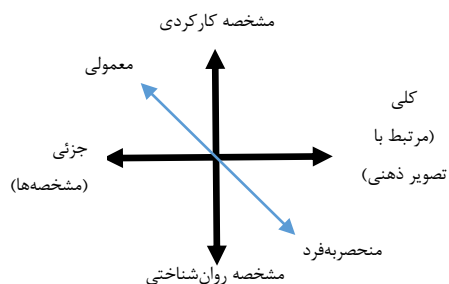 مشخصه کارکردی
معمولی
کلی
(مرتبط با
تصویر ذهنی)
جزئی
(مشخصه‌ها)
منحصربه‌فرد
مشخصه روان‌شناختی